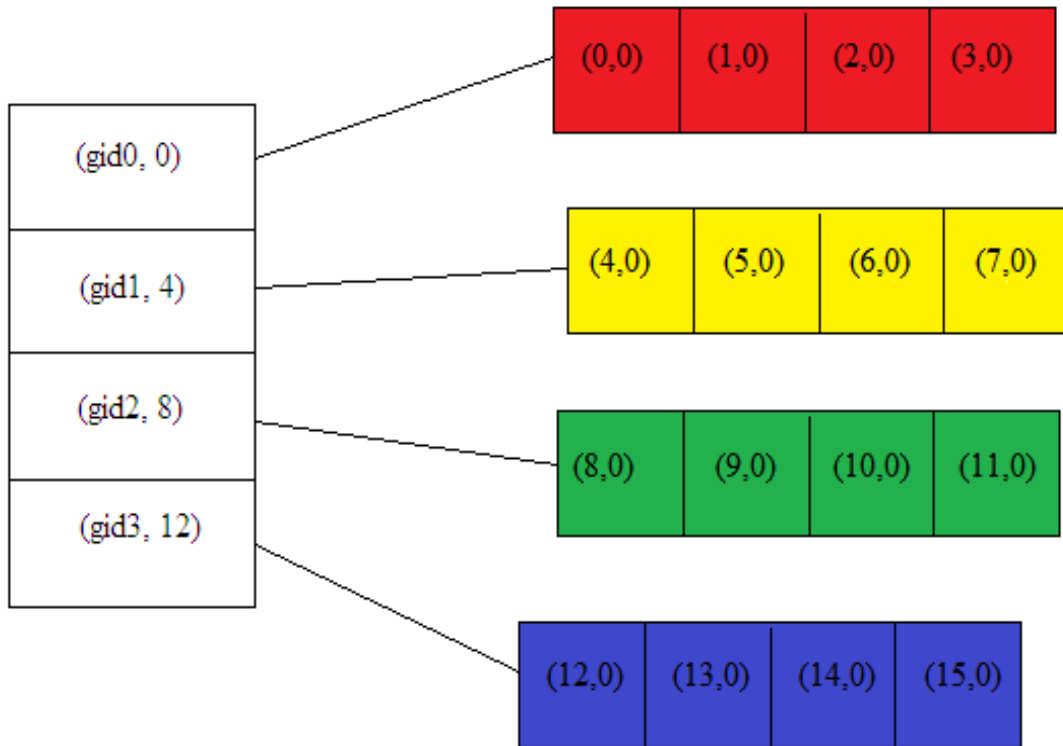 (0,0) (1,0) (2,0) (3,0)
(gid0, 0)
(4,0) (5,0) (6,0) (7,0)
(gid1, 4)
(gid2, 8)
(8,0) (9,0) (10,0) (11,0)
(gid3, 12)
(12,0) (13,0) (14,0) (15,0)